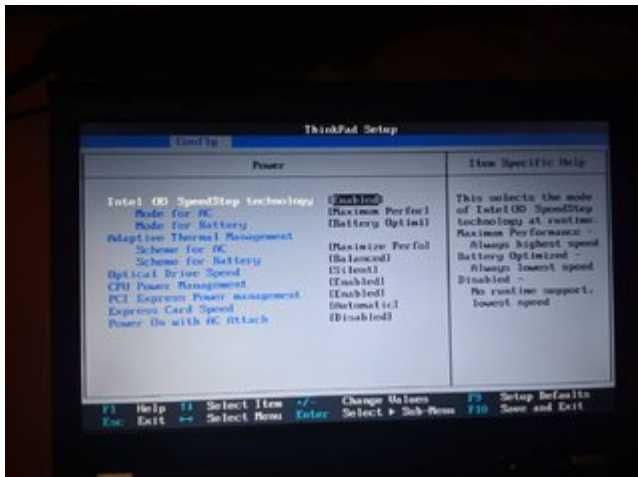 ThinkPad Setup
Config
Power
Item Specific Help
Intel (R) SpeedStep technology [Enabled]
Mode for AC [Maximum Perfor]
Mode for Battery [Battery Optimi]
Adaptive Thermal Management
Scheme for AC [Maximize Perfo]
Scheme for Battery [Balanced]
Optical Drive Speed [Silent]
CPU Power Management [Enabled]
PCI Express Power management [Enabled]
Express Card Speed [Automatic]
Power On with AC Attach [Disabled]
This selects the mode
of Intel(R) SpeedStep
technology at runtime.
Maximum Performance -
Always highest speed
Battery Optimized -
Always lowest speed
Disabled -
No runtime support,
lowest speed
F1 Help ↑↓ Select Item -/- Change Values F9 Setup Defaults
Esc Exit ↔ Select Menu Enter Select ▶ Sub-Menu F10 Save and Exit